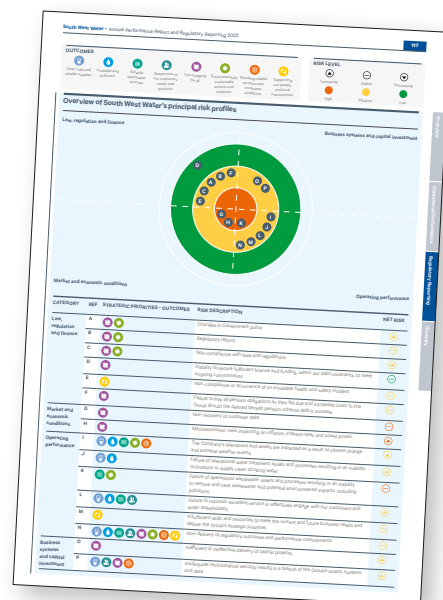 South West Water – Annual Performance Report and Regulatory Reporting 2022
117
OUTCOMES
RISK LEVEL
Increasing
Stable
Decreasing
High
Medium
Low
Overview of South West Water's principal risk profiles
Law, regulation and finance
Business systems and capital investment
D
F
B
A
C
E
O
P
G
H
K
I
J
L
M
N
Market and economic conditions
Operating performance
Overview
Operational Performance
Regulatory Reporting
Glossary
CATEGORY REF STRATEGIC PRIORITIES – OUTCOMES RISK DESCRIPTION NET RISK
Law,
regulation
and finance
A Changes in Government policy
B Regulatory reform
C Non-compliance with laws and regulations
D Inability to secure sufficient finance and funding, within our debt covenants, to meet
ongoing commitments
E Non-compliance or occurrence of an avoidable health and safety incident
F Failure to pay all pension obligations as they fall due and increased costs to the
Group should the defined benefit pension scheme deficit increase
Market and
economic
conditions
G Non-recovery of customer debt
H Macroeconomic risks impacting on inflation, interest rates and power prices
Operating
performance
I The Company's operations and assets are impacted as a result of climate change
and extreme weather events
J Failure of operational water treatment assets and processes resulting in an inability
to produce or supply clean drinking water
K Failure of operational wastewater assets and processes resulting in an inability
to remove and treat wastewater and potential environmental impacts, including
pollutions
L Failure to maintain excellent service or effectively engage with our customers and
wider stakeholders
M Insufficient skills and resources to meet the current and future business needs and
deliver the Group's strategic priorities
N Non-delivery of regulatory outcomes and performance commitments
Business
systems
and capital
investment
O Inefficient or ineffective delivery of capital projects
P Inadequate technological security results in a breach of the Group's assets, systems
and data